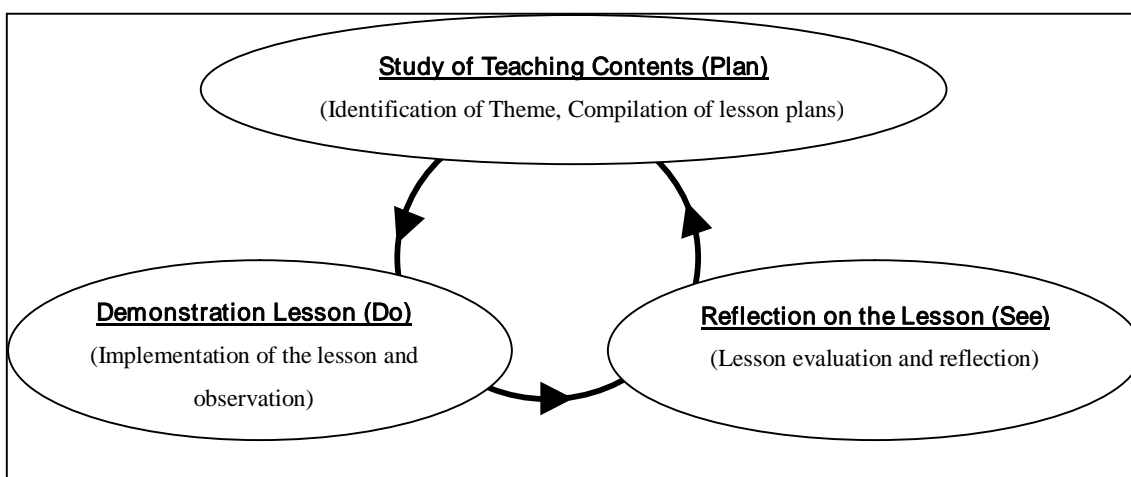 Study of Teaching Contents (Plan)
(Identification of Theme, Compilation of lesson plans)
Demonstration Lesson (Do)
(Implementation of the lesson and
observation)
Reflection on the Lesson (See)
(Lesson evaluation and reflection)